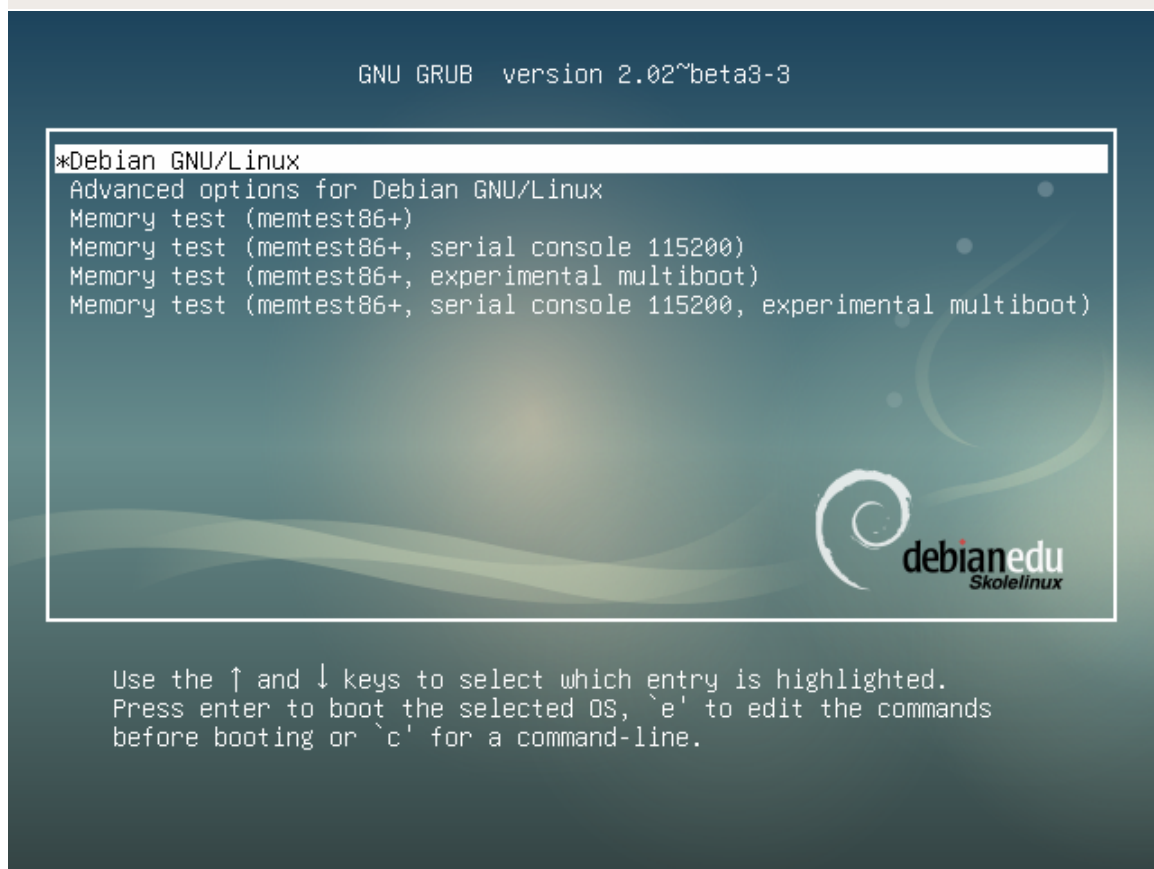 GNU GRUB  version 2.02~beta3-3
*Debian GNU/Linux
Advanced options for Debian GNU/Linux
Memory test (memtest86+)
Memory test (memtest86+, serial console 115200)
Memory test (memtest86+, experimental multiboot)
Memory test (memtest86+, serial console 115200, experimental multiboot)
debianedu
Skolelinux
Use the ↑ and ↓ keys to select which entry is highlighted.
Press enter to boot the selected OS, `e' to edit the commands
before booting or `c' for a command-line.